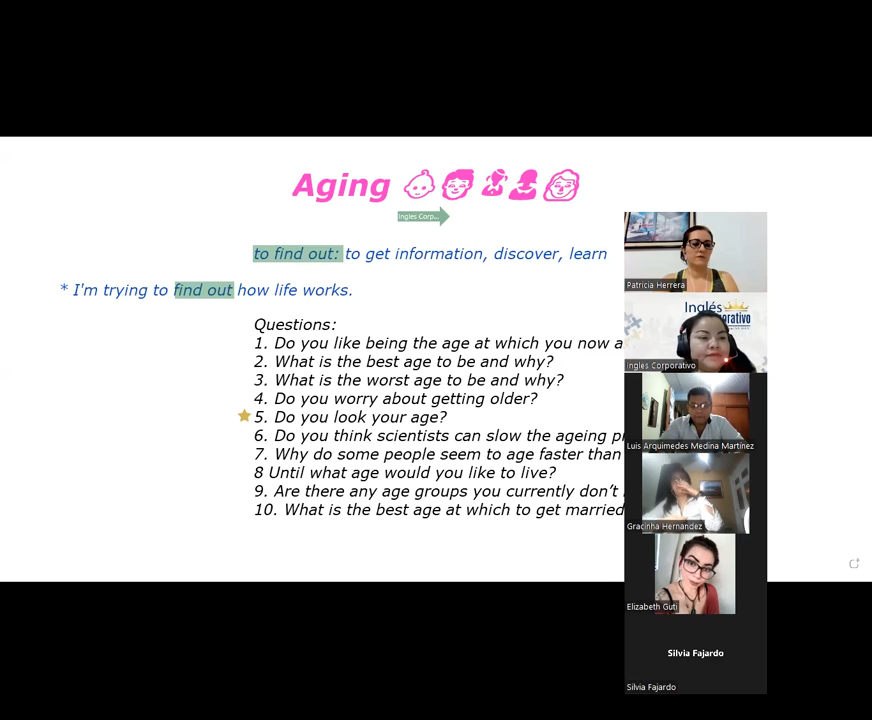 Aging
Ingles Corp...
to find out: to get information, discover, learn
* I'm trying to find out how life works.
Questions:
1. Do you like being the age at which you now a
2. What is the best age to be and why?
3. What is the worst age to be and why?
4. Do you worry about getting older?
5. Do you look your age?
6. Do you think scientists can slow the ageing p
7. Why do some people seem to age faster than
8 Until what age would you like to live?
9. Are there any age groups you currently don’t
10. What is the best age at which to get married
Patricia Herrera
Inglés
orativo
ingles Corporativo
Luis Arquimedes Medina Martínez
Gracinha Hernandez
Elizabeth Guti
Silvia Fajardo
Silvia Fajardo